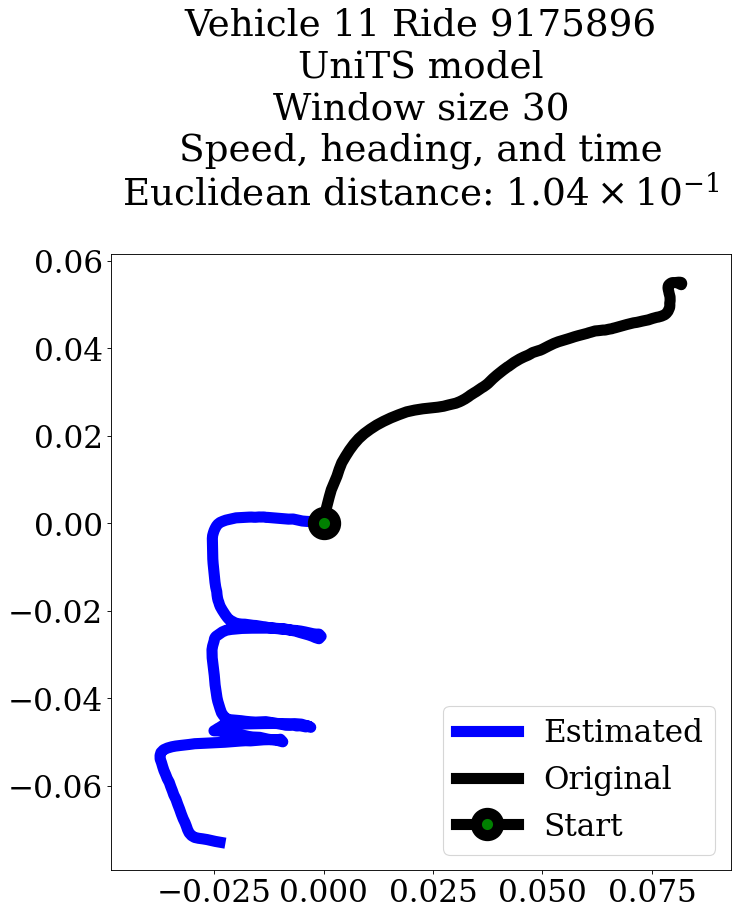 Vehicle 11 Ride 9175896
UniTS model
Window size 30
Speed, heading, and time
Euclidean distance: 1.04 × 10⁻¹
0.06
0.04
0.02
0.00
−0.02
−0.04
−0.06
Estimated
Original
Start
−0.025 0.000 0.025 0.050 0.075